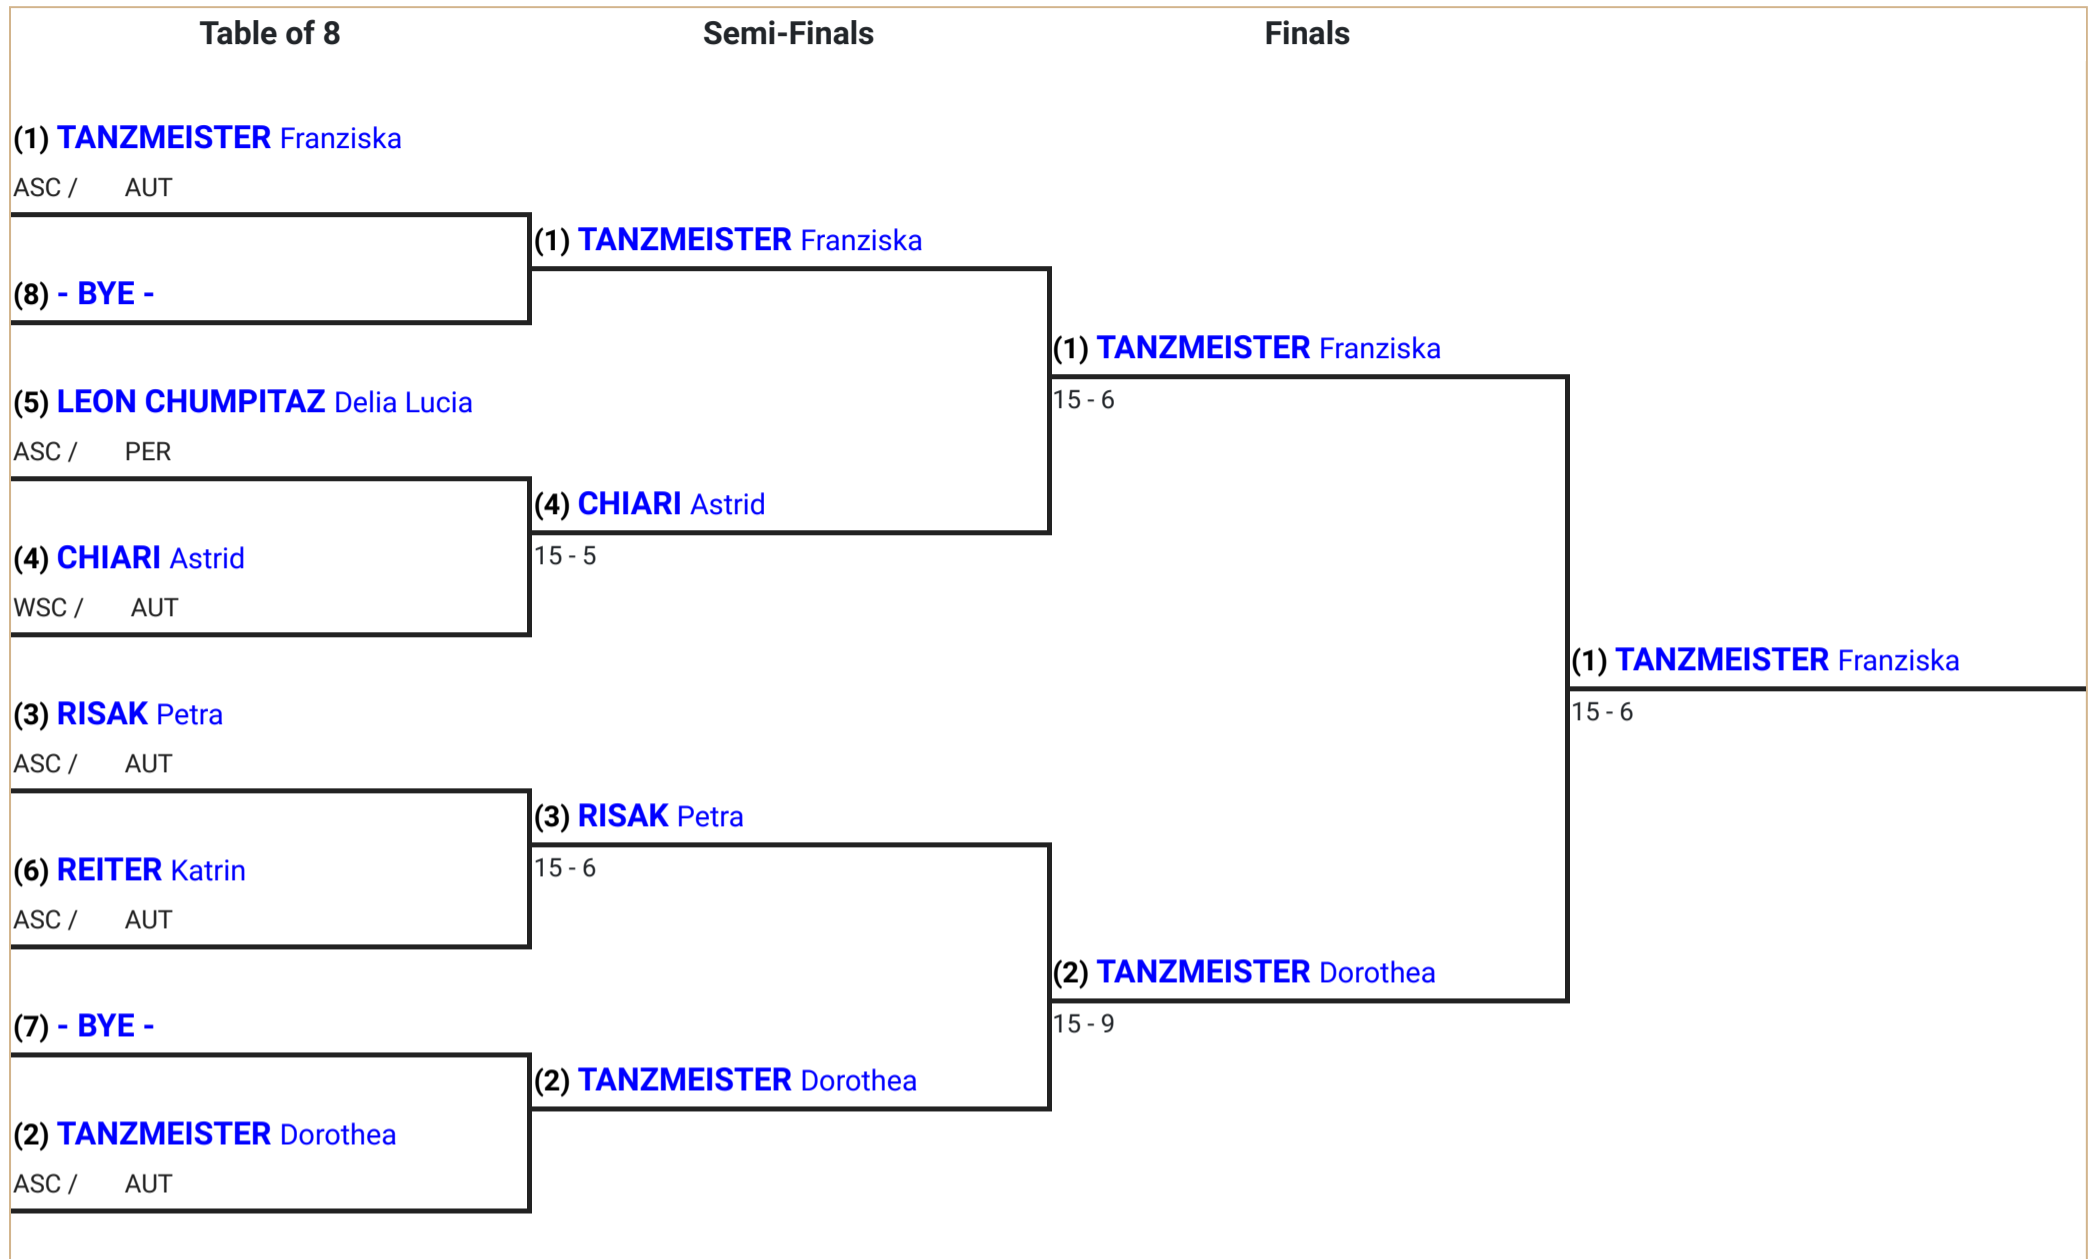 Table of 8 Semi-Finals Finals
(1) TANZMEISTER Franziska
ASC / AUT
(8) - BYE -
(5) LEON CHUMPITAZ Delia Lucia
ASC / PER
(4) CHIARI Astrid
WSC / AUT
(3) RISAK Petra
ASC / AUT
(6) REITER Katrin
ASC / AUT
(7) - BYE -
(2) TANZMEISTER Dorothea
ASC / AUT
(1) TANZMEISTER Franziska
(4) CHIARI Astrid
15 - 5
(3) RISAK Petra
15 - 6
(2) TANZMEISTER Dorothea
(1) TANZMEISTER Franziska
15 - 6
(2) TANZMEISTER Dorothea
15 - 9
(1) TANZMEISTER Franziska
15 - 6